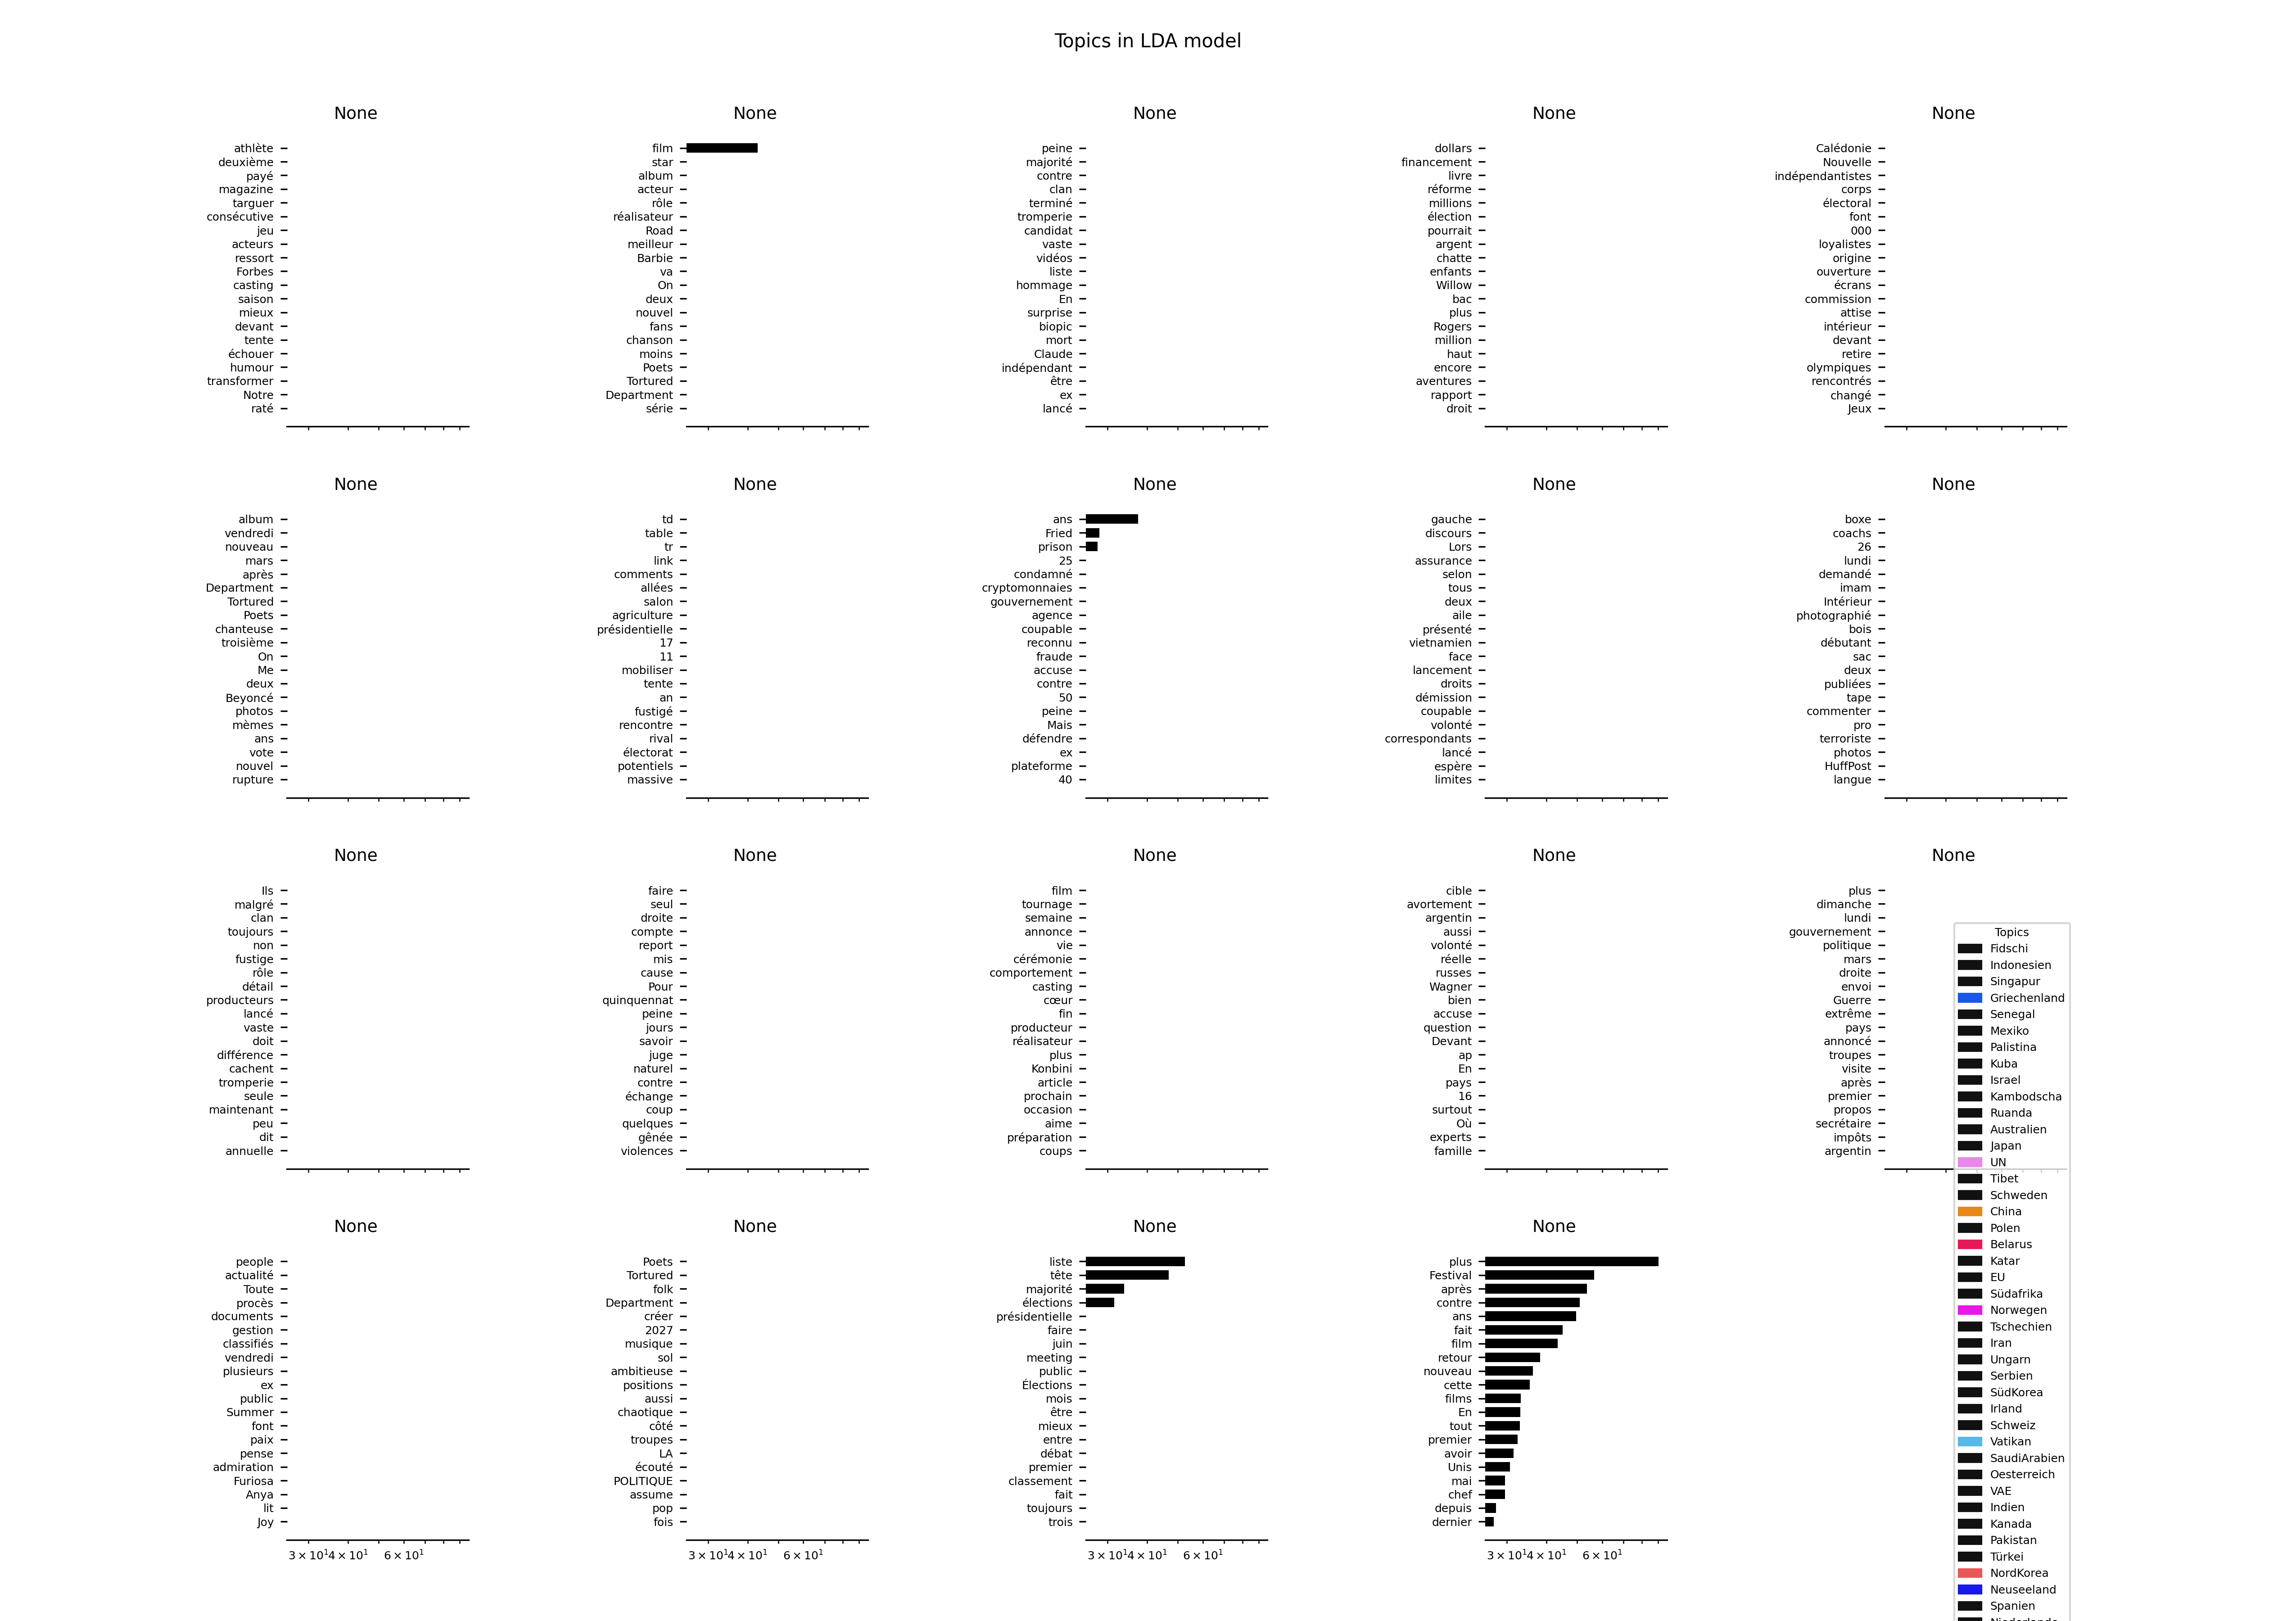 Topics in LDA model
None
athlète
deuxième
payé
magazine
targuer
consécutive
jeu
acteurs
ressort
Forbes
casting
saison
mieux
devant
tente
échouer
humour
transformer
Notre
raté
None
film
star
album
acteur
rôle
réalisateur
Road
meilleur
Barbie
va
On
deux
nouvel
fans
chanson
moins
Poets
Tortured
Department
série
None
peine
majorité
contre
clan
terminé
tromperie
candidat
vaste
vidéos
liste
hommage
En
surprise
biopic
mort
Claude
indépendant
être
ex
lancé
None
dollars
financement
livre
réforme
millions
élection
pourrait
argent
chatte
enfants
Willow
bac
plus
Rogers
million
haut
encore
aventures
rapport
droit
None
Calédonie
Nouvelle
indépendantistes
corps
électoral
font
000
loyalistes
origine
ouverture
écrans
commission
attise
intérieur
devant
retire
olympiques
rencontrés
changé
Jeux
None
album
vendredi
nouveau
mars
après
Department
Tortured
Poets
chanteuse
troisième
On
Me
deux
Beyoncé
photos
mèmes
ans
vote
nouvel
rupture
None
td
table
tr
link
comments
allées
salon
agriculture
présidentielle
17
11
mobiliser
tente
an
fustigé
rencontre
rival
électorat
potentiels
massive
None
ans
Fried
prison
25
condamné
cryptomonnaies
gouvernement
agence
coupable
reconnu
fraude
accuse
contre
50
peine
Mais
défendre
ex
plateforme
40
None
gauche
discours
Lors
assurance
selon
tous
deux
aile
présenté
vietnamien
face
lancement
droits
démission
coupable
volonté
correspondants
lancé
espère
limites
None
boxe
coachs
26
lundi
demandé
imam
Intérieur
photographié
bois
débutant
sac
deux
publiées
tape
commenter
pro
terroriste
photos
HuffPost
langue
None
Ils
malgré
clan
toujours
non
fustige
rôle
détail
producteurs
lancé
vaste
doit
différence
cachent
tromperie
seule
maintenant
peu
dit
annuelle
None
faire
seul
droite
compte
report
mis
cause
Pour
quinquennat
peine
jours
savoir
juge
naturel
contre
échange
coup
quelques
gênée
violences
None
film
tournage
semaine
annonce
vie
cérémonie
comportement
casting
cœur
fin
producteur
réalisateur
plus
Konbini
article
prochain
occasion
aime
préparation
coups
None
cible
avortement
argentin
aussi
volonté
réelle
russes
Wagner
bien
accuse
question
Devant
ap
En
pays
16
surtout
Où
experts
famille
None
plus
dimanche
lundi
gouvernement
politique
mars
droite
envoi
Guerre
extrême
pays
annoncé
troupes
visite
après
premier
propos
secrétaire
impôts
argentin
None
people
actualité
Toute
procès
documents
gestion
classifiés
vendredi
plusieurs
ex
public
Summer
font
paix
pense
admiration
Furiosa
Anya
lit
Joy
3 × 10¹ 4 × 10¹ 6 × 10¹
None
Poets
Tortured
folk
Department
créer
2027
musique
sol
ambitieuse
positions
aussi
chaotique
côté
troupes
LA
écouté
POLITIQUE
assume
pop
fois
3 × 10¹ 4 × 10¹ 6 × 10¹
None
liste
tête
majorité
élections
présidentielle
faire
juin
meeting
public
Élections
mois
être
mieux
entre
débat
premier
classement
fait
toujours
trois
3 × 10¹ 4 × 10¹ 6 × 10¹
None
plus
Festival
après
contre
ans
fait
film
retour
nouveau
cette
films
En
tout
premier
avoir
Unis
mai
chef
depuis
dernier
3 × 10¹ 4 × 10¹ 6 × 10¹
Topics
Fidschi
Indonesien
Singapur
Griechenland
Senegal
Mexiko
Palistina
Kuba
Israel
Kambodscha
Ruanda
Australien
Japan
UN
Tibet
Schweden
China
Polen
Belarus
Katar
EU
Südafrika
Norwegen
Tschechien
Iran
Ungarn
Serbien
SüdKorea
Irland
Schweiz
Vatikan
SaudiArabien
Oesterreich
VAE
Indien
Kanada
Pakistan
Türkei
NordKorea
Neuseeland
Spanien